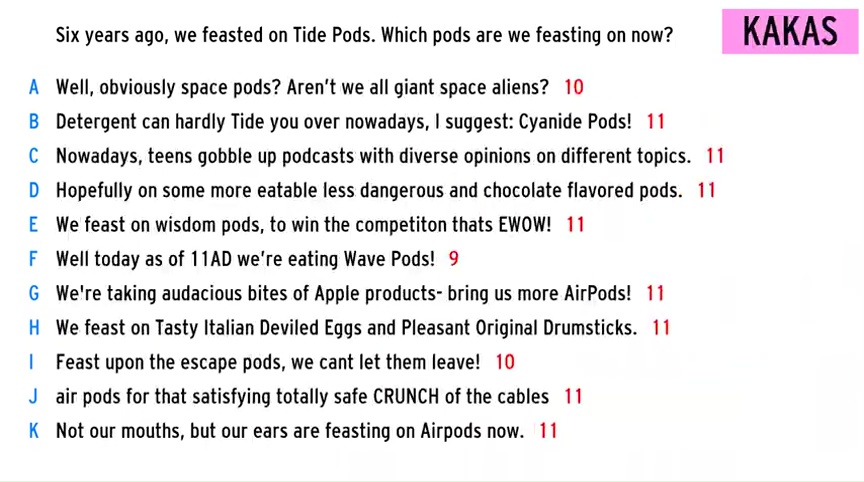 Six years ago, we feasted on Tide Pods. Which pods are we feasting on now?
KAKAS
A Well, obviously space pods? Aren't we all giant space aliens? 10
B Detergent can hardly Tide you over nowadays, I suggest: Cyanide Pods! 11
C Nowadays, teens gobble up podcasts with diverse opinions on different topics. 11
D Hopefully on some more eatable less dangerous and chocolate flavored pods. 11
E We feast on wisdom pods, to win the competiton thats EWOW! 11
F Well today as of 11AD we're eating Wave Pods! 9
G We're taking audacious bites of Apple products- bring us more AirPods! 11
H We feast on Tasty Italian Deviled Eggs and Pleasant Original Drumsticks. 11
I Feast upon the escape pods, we cant let them leave! 10
J air pods for that satisfying totally safe CRUNCH of the cables 11
K Not our mouths, but our ears are feasting on Airpods now. 11